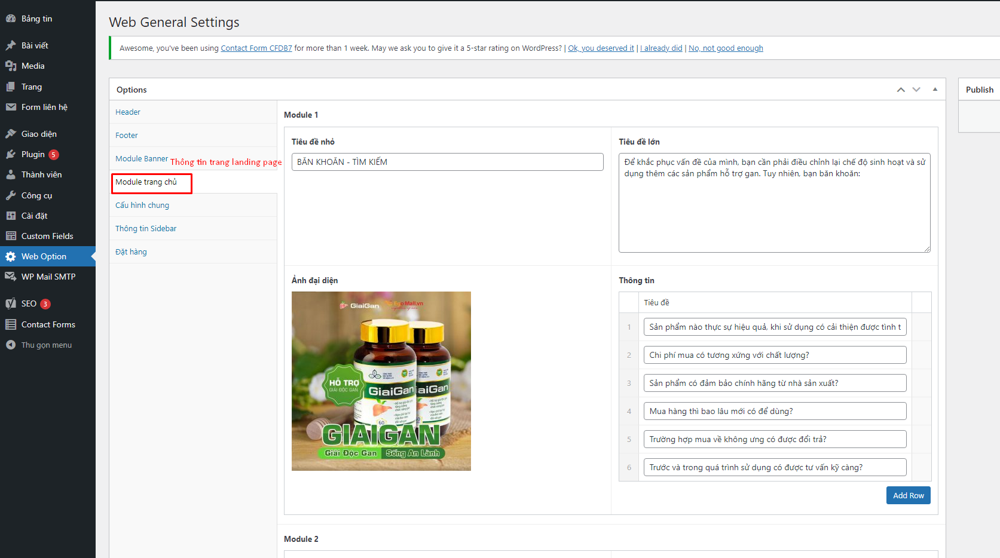 Bảng tin
Bài viết
Media
Trang
Form liên hệ
Giao diện
Plugin 5
Thành viên
Công cụ
Cài đặt
Custom Fields
Web Option
WP Mail SMTP
SEO 3
Contact Forms
Thu gọn menu
Web General Settings
Awesome, you've been using Contact Form CFDB7 for more than 1 week. May we ask you to give it a 5-star rating on WordPress? | Ok, you deserved it | I already did | No, not good enough
Options
Publish
Header
Footer
Module Banner
Thông tin trang landing page
Module trang chủ
Cấu hình chung
Thông tin Sidebar
Đặt hàng
Module 1
Tiêu đề nhỏ
BĂN KHOĂN - TÌM KIẾM
Tiêu đề lớn
Để khắc phục vấn đề của mình, bạn cần phải điều chỉnh lại chế độ sinh hoạt và sử
dụng thêm các sản phẩm hỗ trợ gan. Tuy nhiên, bạn băn khoăn:
Ảnh đại diện
GiaiGan
Ego Mall.vn
HỖ TRỢ
GIẢI ĐỘC GAN
GiaiGan
iaiGan
60
GIAIGAN
Giải Độc Gan Sống An Lành
Thông tin
Tiêu đề
1 Sản phẩm nào thực sự hiệu quả, khi sử dụng có cải thiện được tình t
2 Chi phí mua có tương xứng với chất lượng?
3 Sản phẩm có đảm bảo chính hãng từ nhà sản xuất?
4 Mua hàng thì bao lâu mới có để dùng?
5 Trường hợp mua về không ưng có được đổi trả?
6 Trước và trong quá trình sử dụng có được tư vấn kỹ càng?
Add Row
Module 2